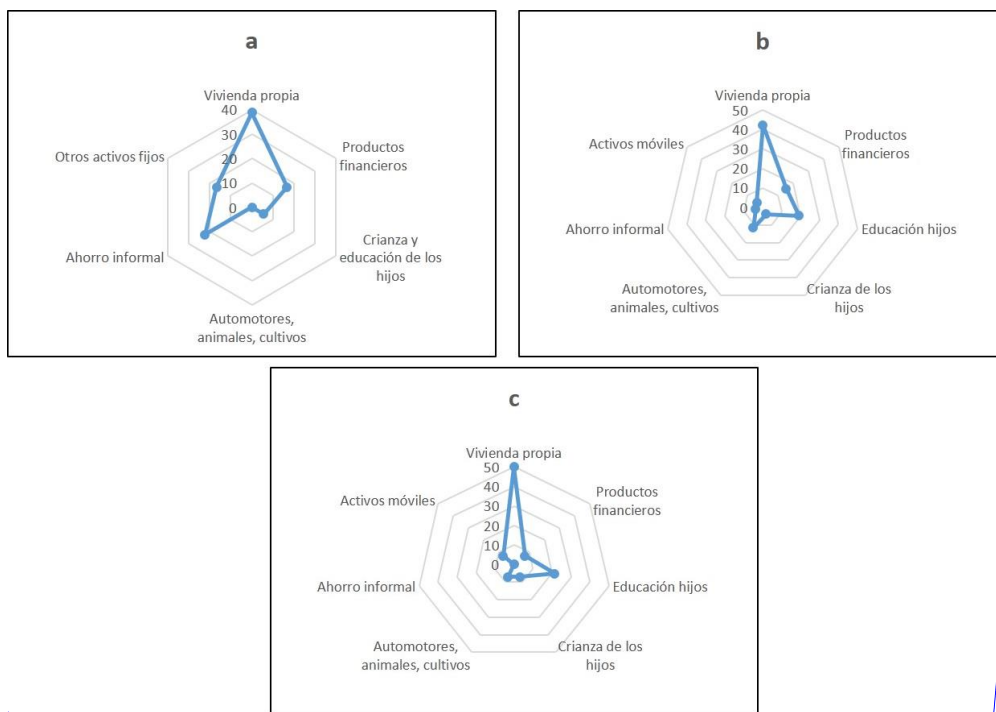 a
Vivienda propia
40
30
20
10
0
Productos
financieros
Crianza y
educación de los
hijos
Automotores,
animales, cultivos
Ahorro informal
Otros activos fijos
b
Vivienda propia
50
40
30
20
10
0
Productos
financieros
Educación hijos
Crianza de los
hijos
Automotores,
animales, cultivos
Ahorro informal
Activos móviles
c
Vivienda propia
50
40
30
20
10
0
Productos
financieros
Educación hijos
Crianza de los
hijos
Automotores,
animales, cultivos
Ahorro informal
Activos móviles